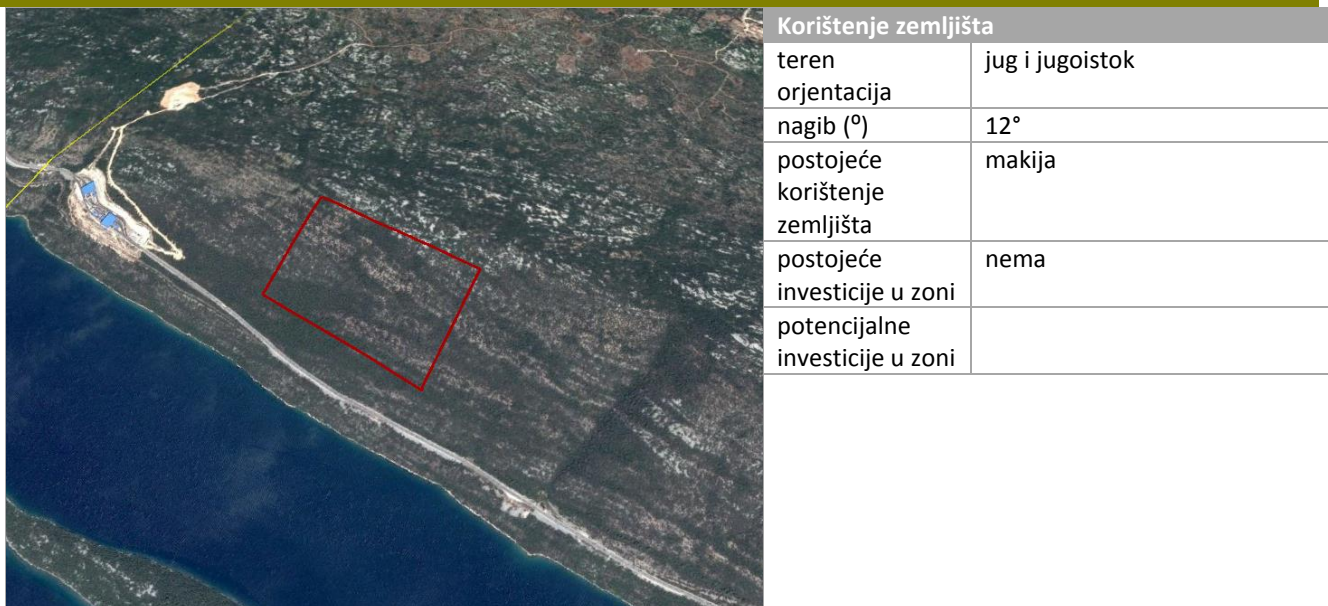 Korištenje zemljišta
teren
orjentacija
jug i jugoistok
nagib (⁰)
12°
postojeće
korištenje
zemljišta
makija
postojeće
investicije u zoni
nema
potencijalne
investicije u zoni